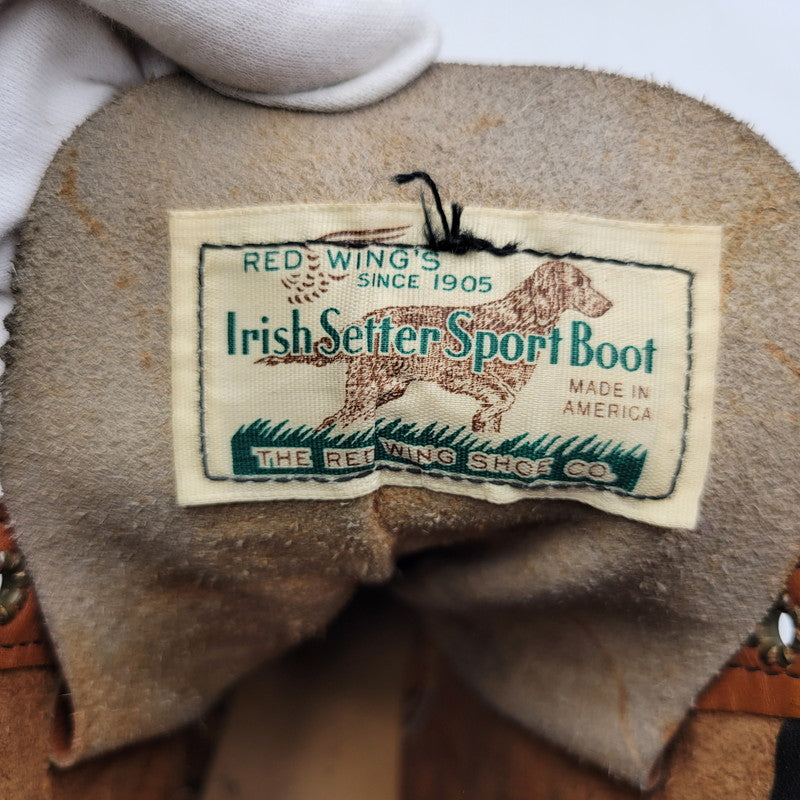 RED WING'S
SINCE 1905
Irish Setter Sport Boot
MADE IN
AMERICA
THE RED WING SHOE CO.